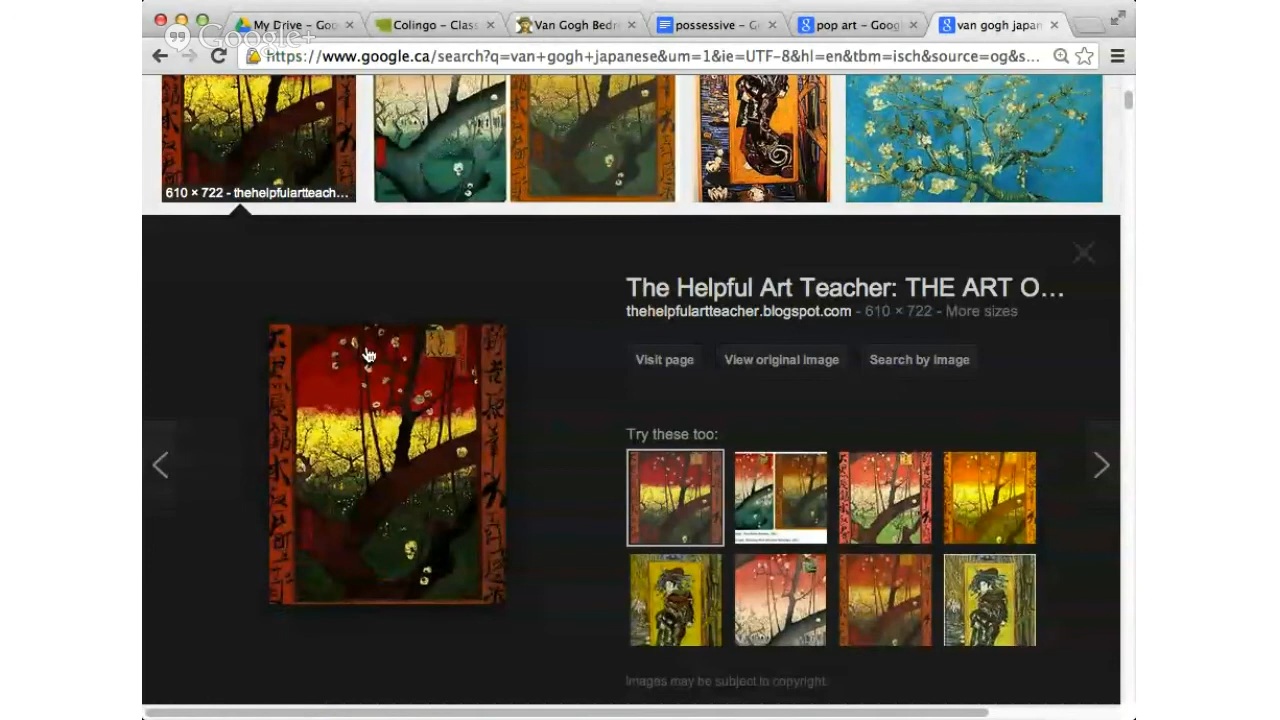 My Drive – Goo
Colingo – Class
Van Gogh Bedr
possessive – G
pop art – Googl
van gogh japan
Google+
https://www.google.ca/search?q=van+gogh+japanese&um=1&ie=UTF-8&hl=en&tbm=isch&source=og&s...
610 × 722 - thehelpfulartteach...
The Helpful Art Teacher: THE ART O...
thehelpfulartteacher.blogspot.com - 610 × 722 - More sizes
Visit page
View original image
Search by image
Try these too:
Images may be subject to copyright.